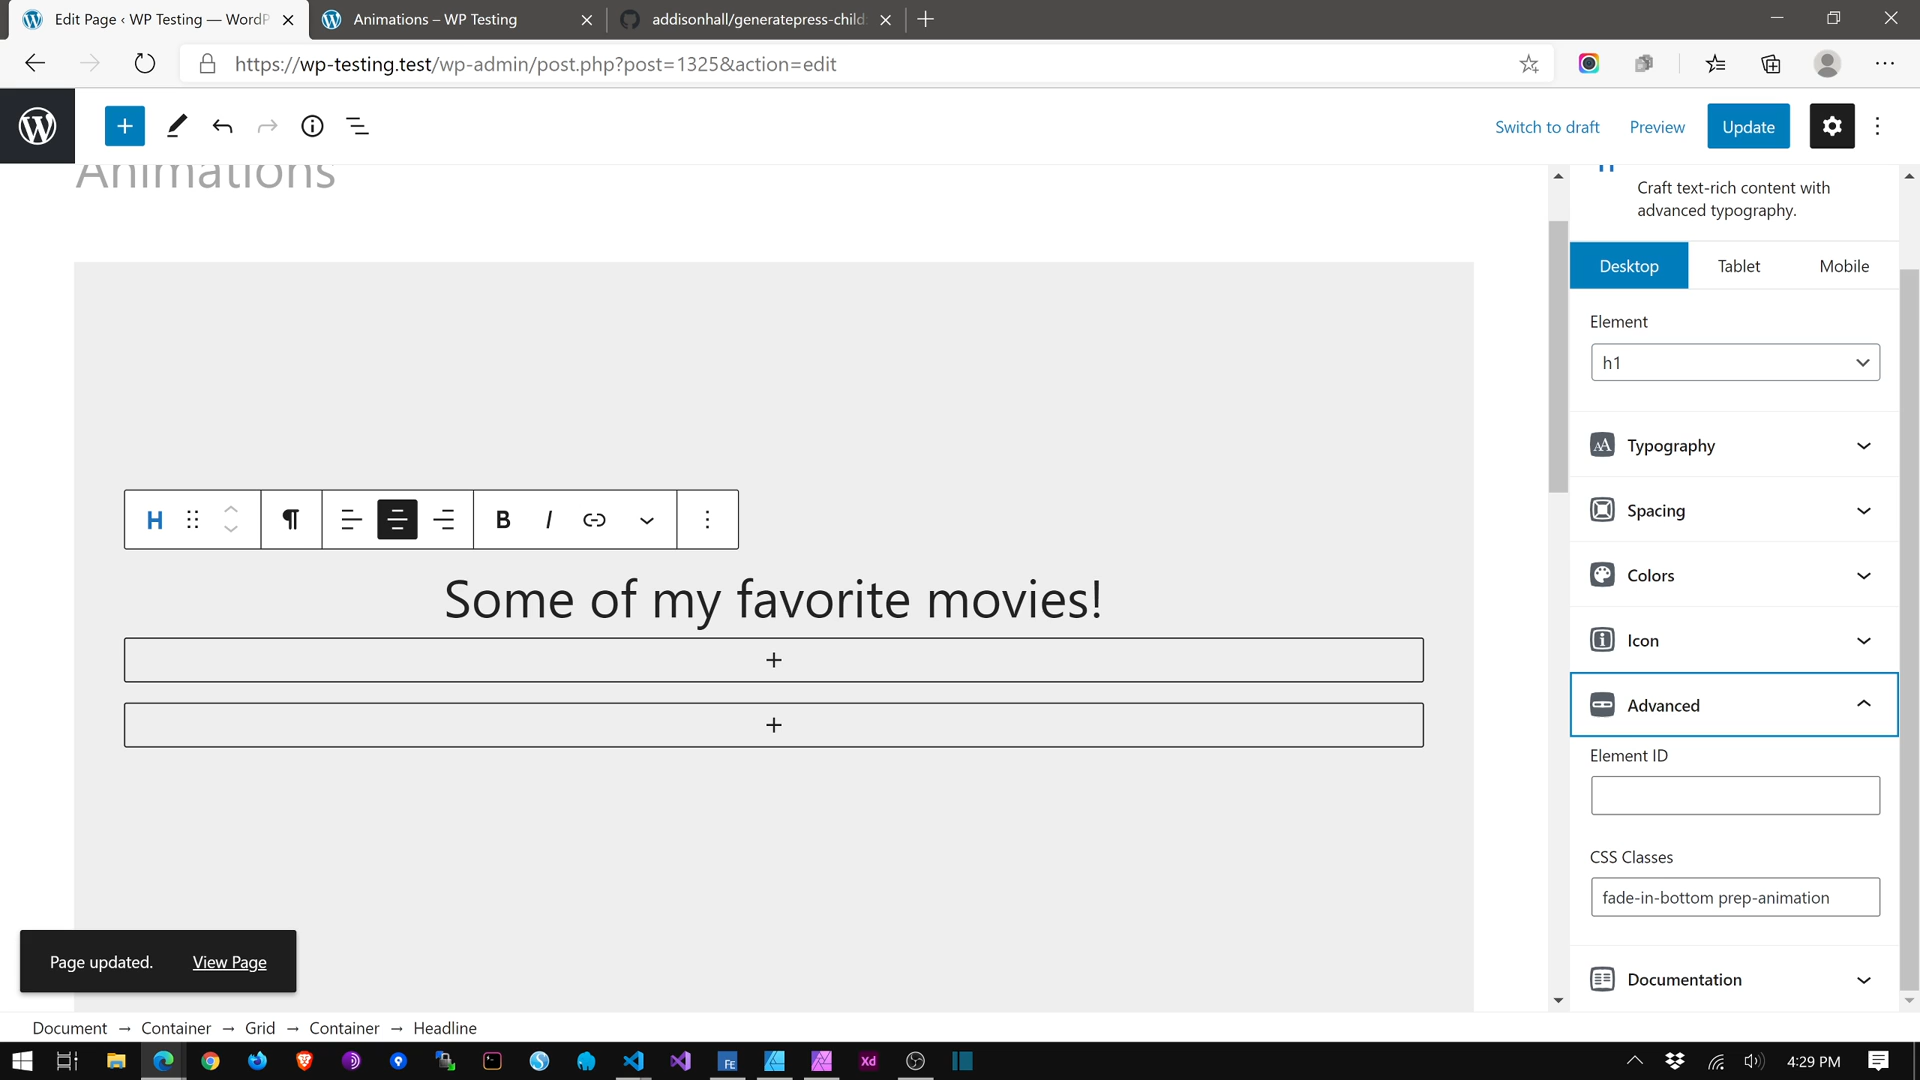 Edit Page ‹ WP Testing — WordP
Animations – WP Testing
addisonhall/generatepress-child
https://wp-testing.test/wp-admin/post.php?post=1325&action=edit
Switch to draft
Preview
Update
Animations
Craft text-rich content with
advanced typography.
Desktop
Tablet
Mobile
Element
h1
Typography
Spacing
Colors
Icon
Advanced
Element ID
CSS Classes
fade-in-bottom prep-animation
Documentation
H
B
I
Some of my favorite movies!
Page updated.
View Page
Document → Container → Grid → Container → Headline
FE
Xd
4:29 PM